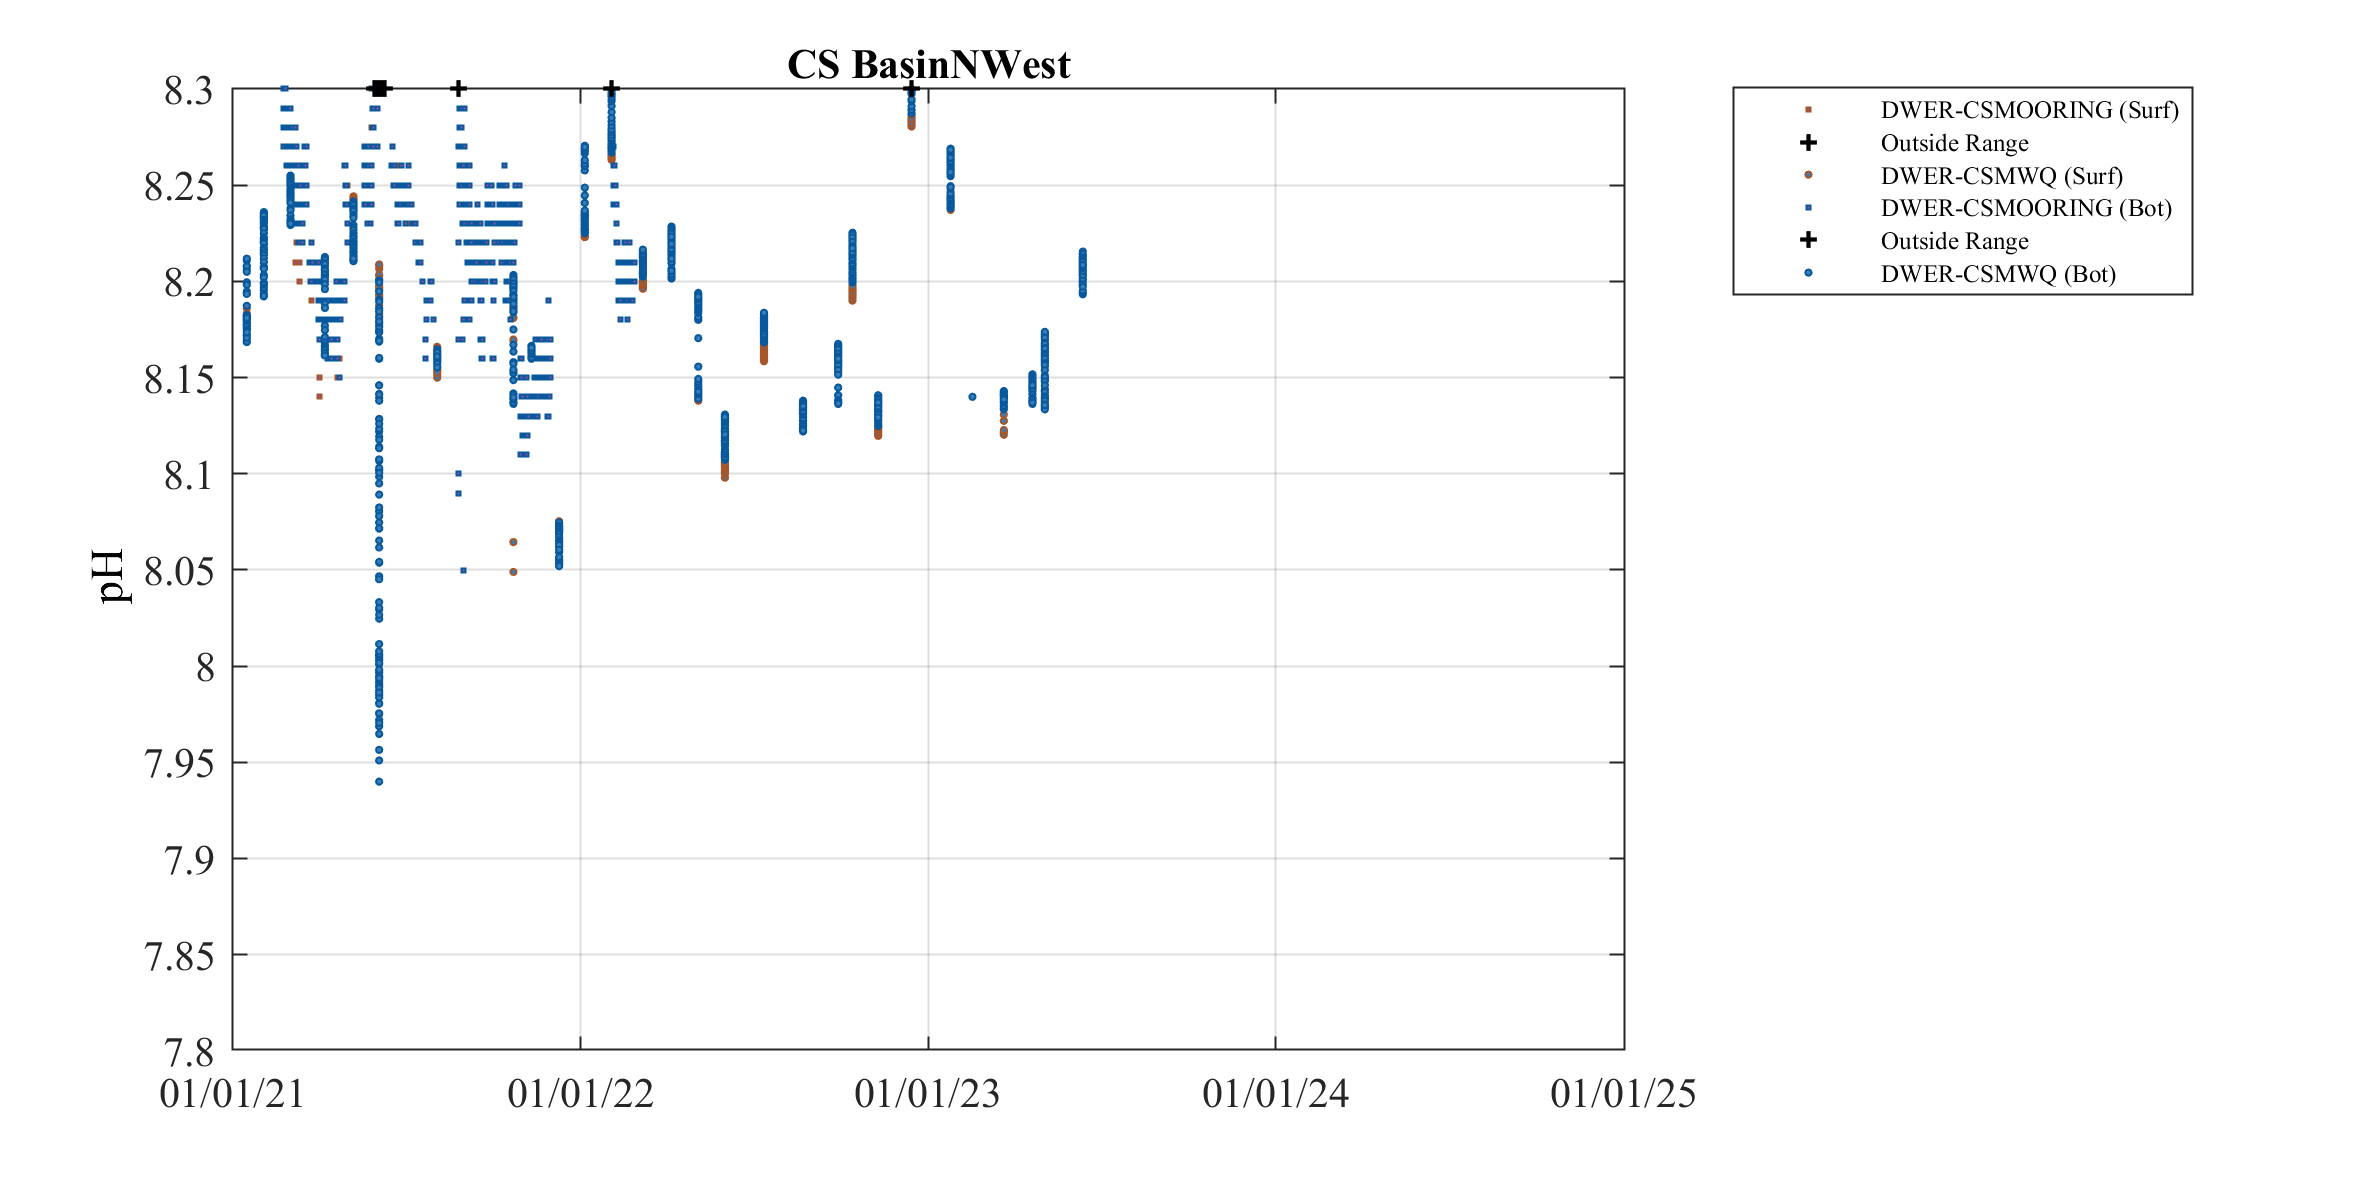 CS BasinNWest
8.3
8.25
8.2
8.15
8.1
8.05
8
7.95
7.9
7.85
7.8
pH
01/01/21
01/01/22
01/01/23
01/01/24
01/01/25
DWER-CSMOORING (Surf)
Outside Range
DWER-CSMWQ (Surf)
DWER-CSMOORING (Bot)
Outside Range
DWER-CSMWQ (Bot)